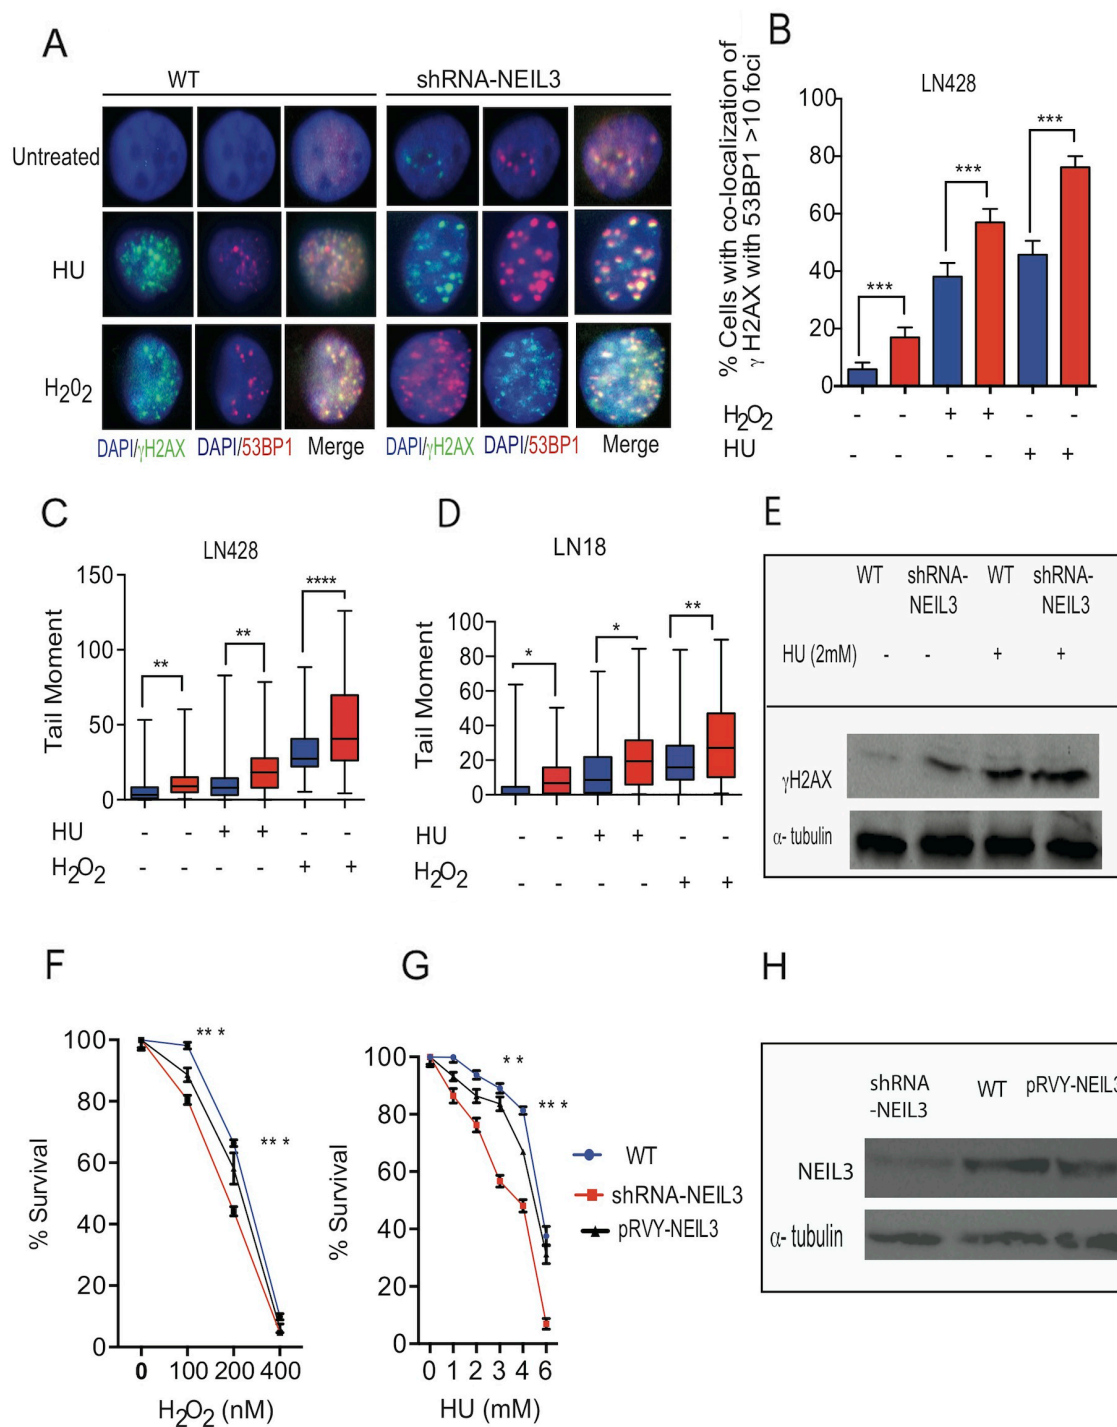 A
WT
shRNA-NEIL3
Untreated
HU
H₂O₂
DAPI/γH2AX DAPI/53BP1 Merge DAPI/γH2AX DAPI/53BP1 Merge
B
LN428
% Cells with co-localization of
γ H2AX with 53BP1 >10 foci
100
80
60
40
20
0
***
***
***
H₂O₂ - - + + - -
HU - - - - + +
C
LN428
Tail Moment
150
100
50
0
**
**
****
HU - - + + - -
H₂O₂ - - - - + +
D
LN18
Tail Moment
100
80
60
40
20
0
*
*
**
HU - - + + - -
H₂O₂ - - - - + +
E
WT shRNA- WT shRNA-
NEIL3 NEIL3
HU (2mM) - - + +
γH2AX
α- tubulin
F
% Survival
100
80
60
40
20
0
** *
** *
0 100 200 400
H₂O₂ (nM)
G
% Survival
100
80
60
40
20
0
* *
** *
0 1 2 3 4 6
HU (mM)
WT
shRNA-NEIL3
pRVY-NEIL3
H
shRNA WT pRVY-NEIL3
-NEIL3
NEIL3
α- tubulin